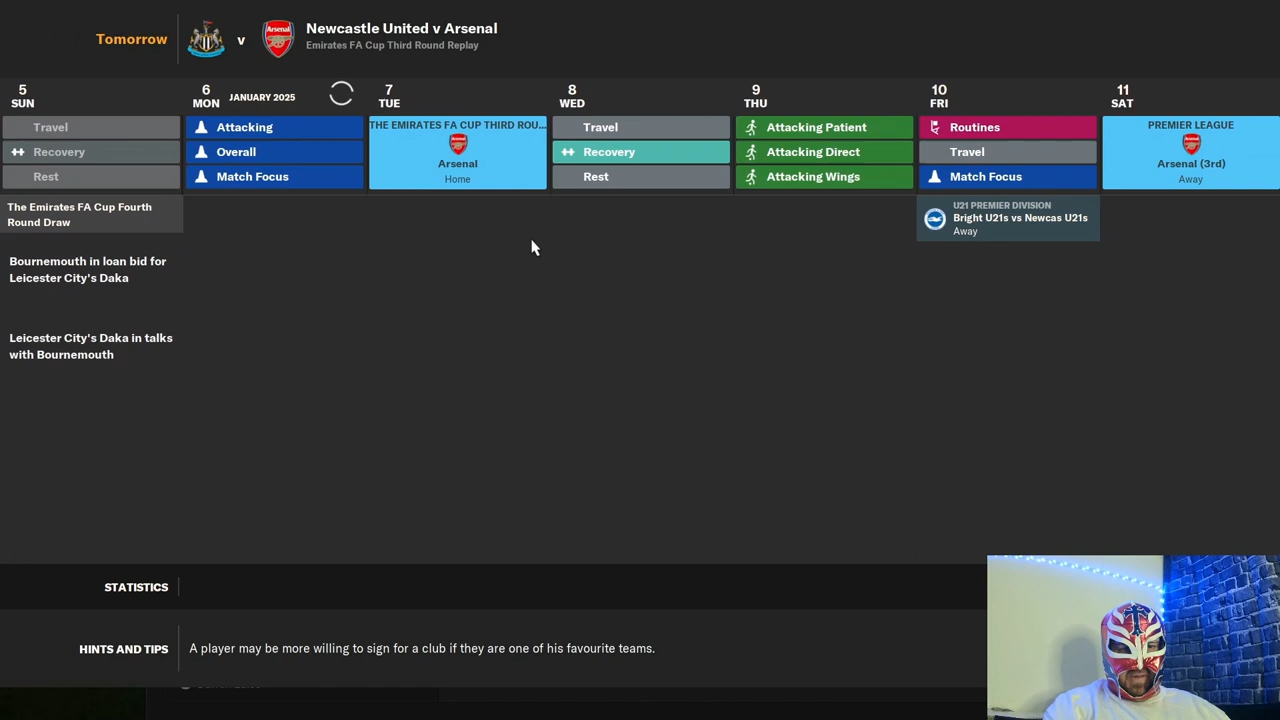 Tomorrow
v
Arsenal
Newcastle United v Arsenal
Emirates FA Cup Third Round Replay
5
SUN
6
MON
JANUARY 2025
7
TUE
8
WED
9
THU
10
FRI
11
SAT
Travel
Recovery
Rest
Attacking
Overall
Match Focus
THE EMIRATES FA CUP THIRD ROU...
Arsenal
Home
Travel
Recovery
Rest
Attacking Patient
Attacking Direct
Attacking Wings
Routines
Travel
Match Focus
PREMIER LEAGUE
Arsenal (3rd)
Away
The Emirates FA Cup Fourth
Round Draw
U21 PREMIER DIVISION
Bright U21s vs Newcas U21s
Away
Bournemouth in loan bid for
Leicester City's Daka
Leicester City's Daka in talks
with Bournemouth
STATISTICS
HINTS AND TIPS
A player may be more willing to sign for a club if they are one of his favourite teams.